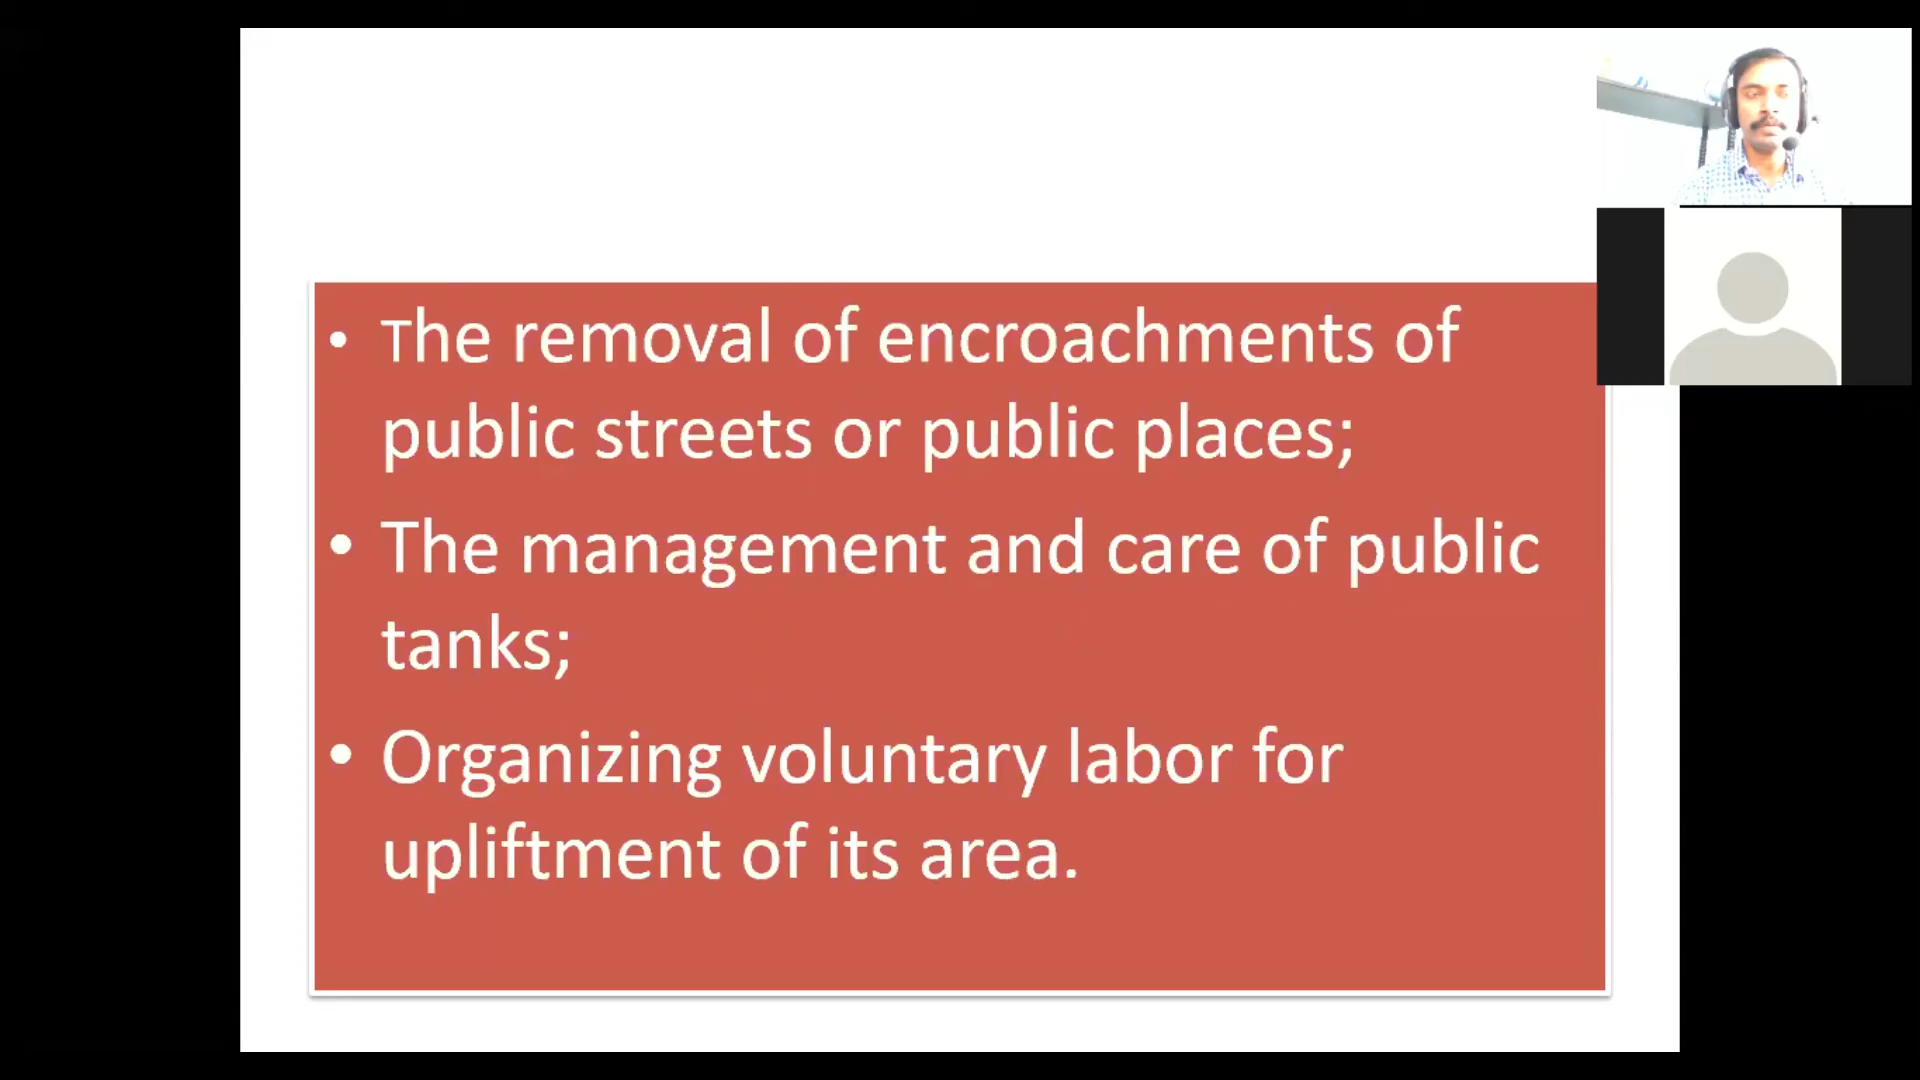 • The removal of encroachments of
public streets or public places;
• The management and care of public
tanks;
• Organizing voluntary labor for
upliftment of its area.